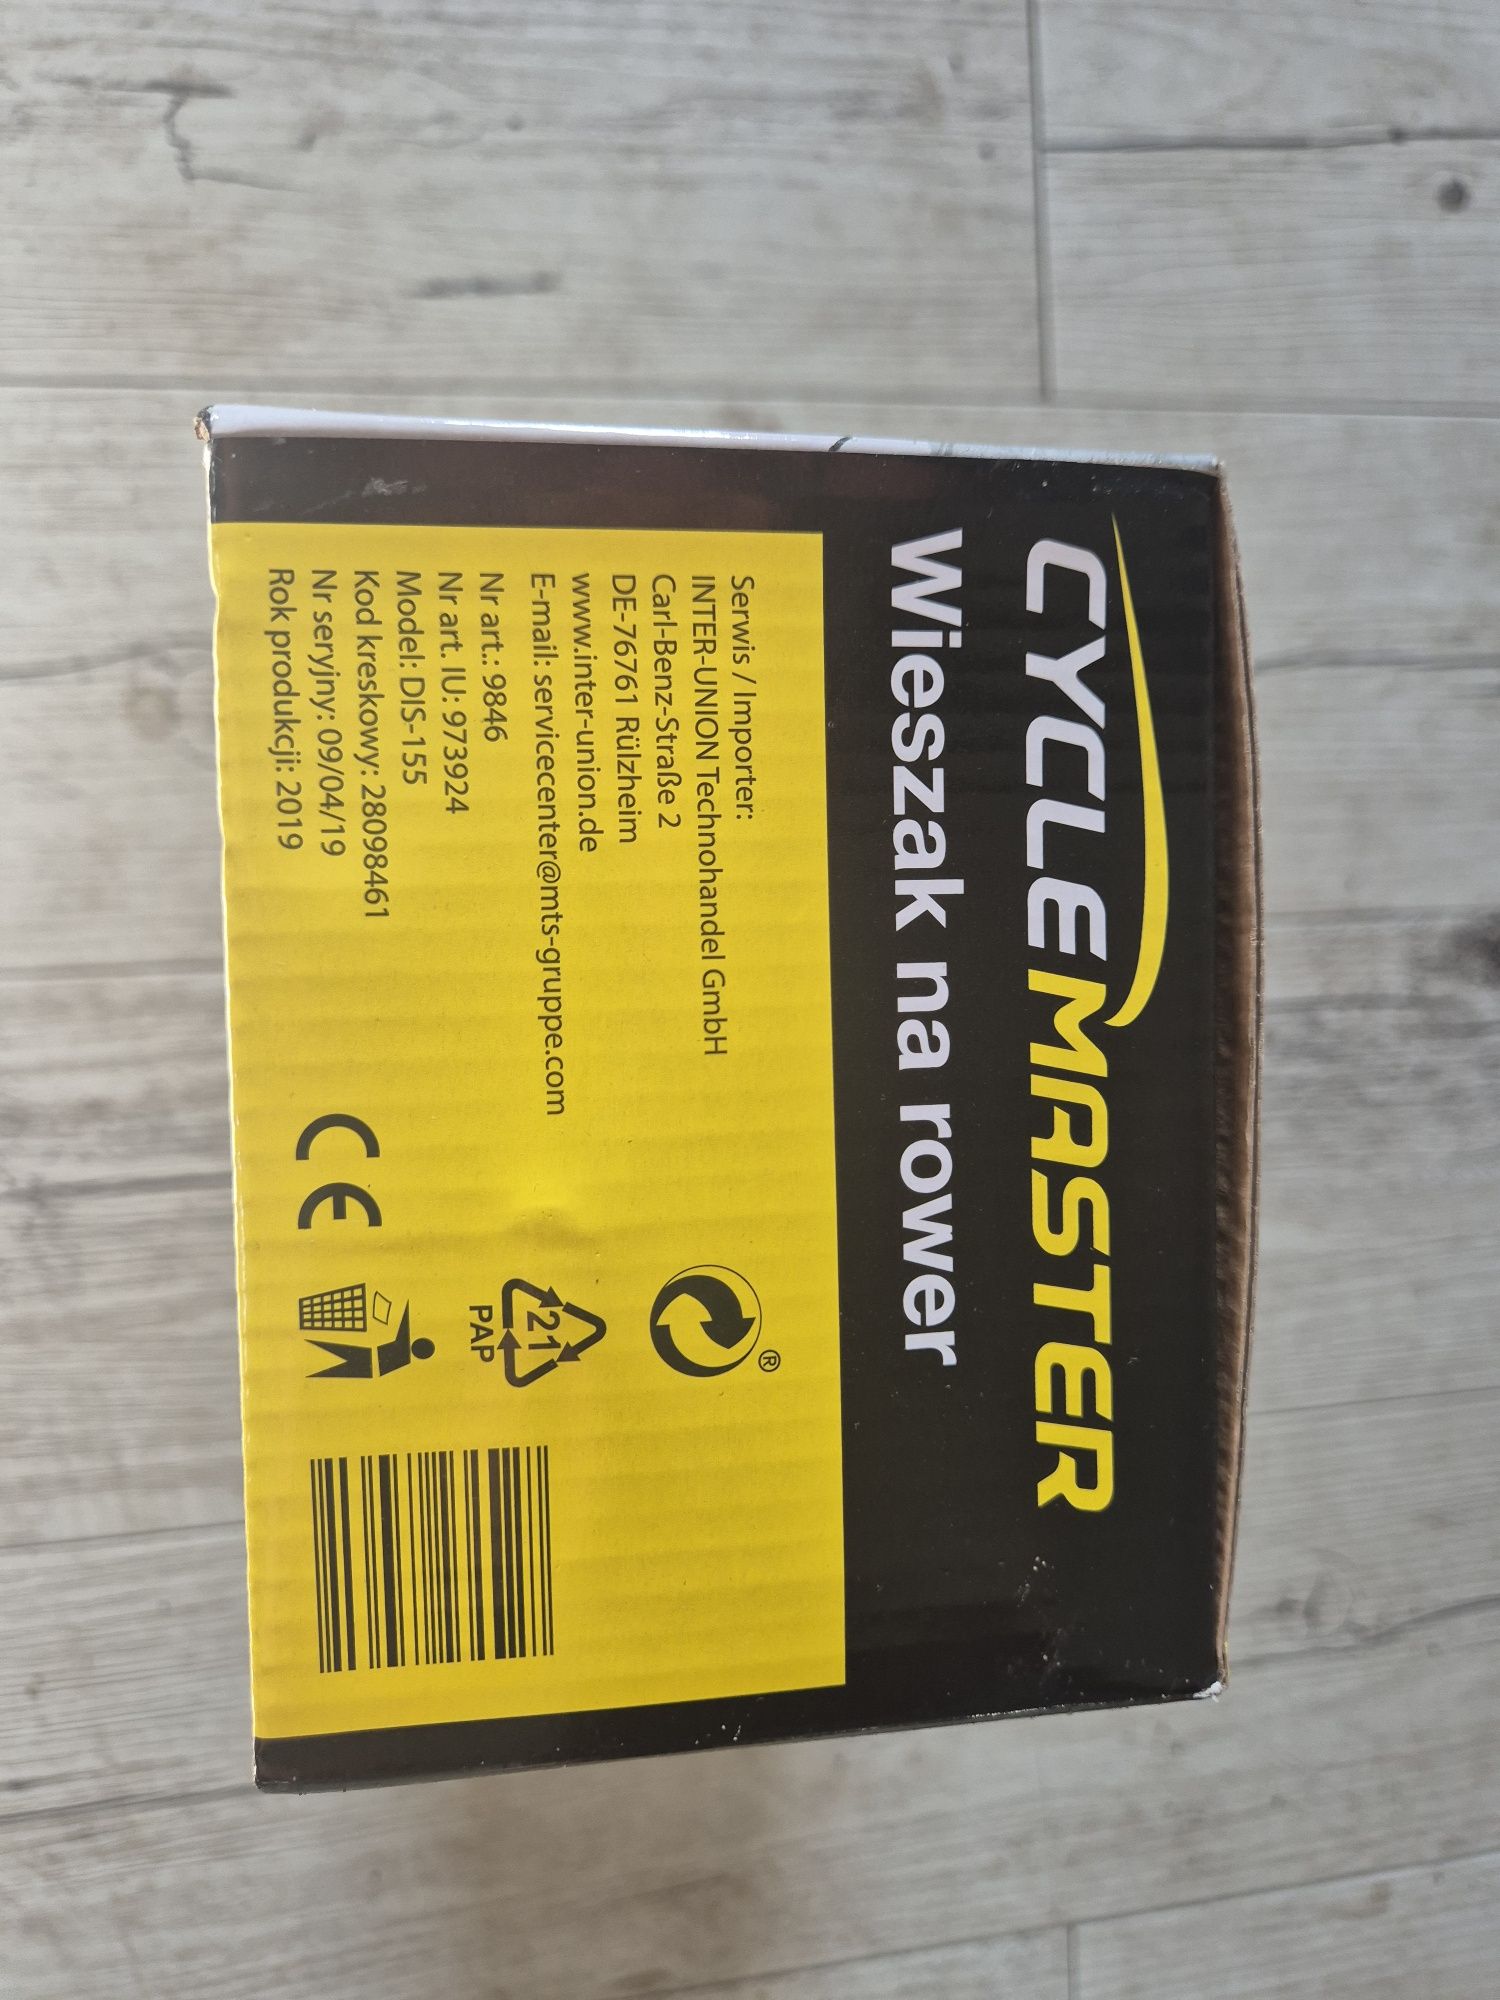 CYCLEMASTER
Wieszak na rower
Serwis / Importer:
INTER-UNION Technohandel GmbH
Carl-Benz-Straße 2
DE-76761 Rülzheim
www.inter-union.de
E-mail: servicecenter@mts-gruppe.com
Nr art.: 9846
Nr art. IU: 973924
Model: DIS-155
Kod kreskowy: 28098461
Nr seryjny: 09/04/19
Rok produkcji: 2019
CE
®
21
PAP